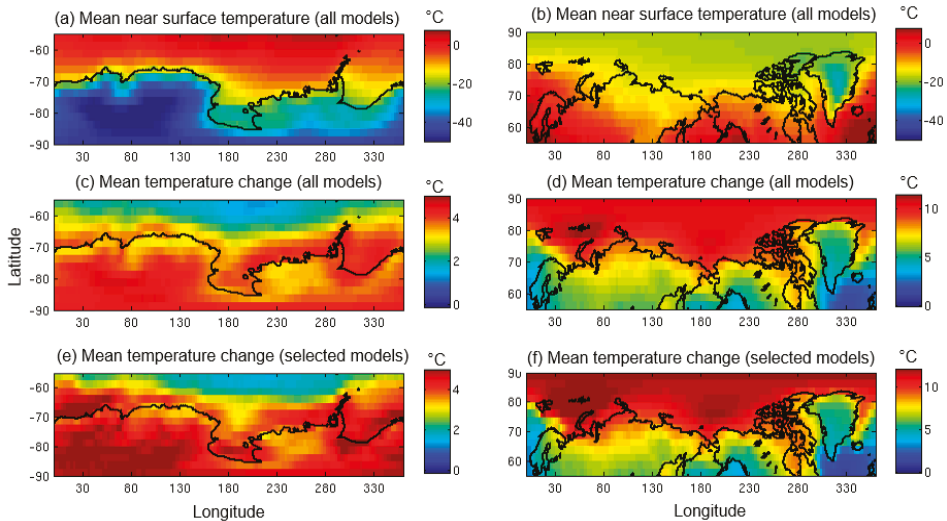 (a) Mean near surface temperature (all models)
°C
-60
-70
-80
-90
30 80 130 180 230 280 330
0
-20
-40
(b) Mean near surface temperature (all models)
°C
90
80
70
60
30 80 130 180 230 280 330
0
-20
-40
(c) Mean temperature change (all models)
°C
-60
-70
-80
-90
30 80 130 180 230 280 330
4
2
0
(d) Mean temperature change (all models)
°C
90
80
70
60
30 80 130 180 230 280 330
10
5
0
Latitude
(e) Mean temperature change (selected models)
°C
-60
-70
-80
-90
30 80 130 180 230 280 330
4
2
0
Longitude
(f) Mean temperature change (selected models)
°C
90
80
70
60
30 80 130 180 230 280 330
10
5
0
Longitude